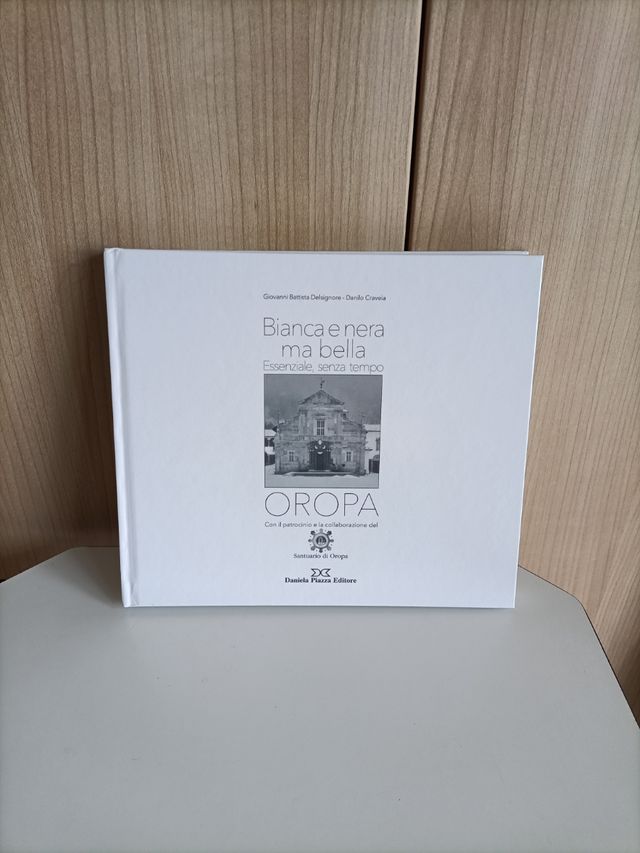 Giovanni Battista Delsignore - Danilo Craveia
Bianca e nera
ma bella
Essenziale, senza tempo
OROPA
Con il patrocinio e la collaborazione del
Santuario di Oropa
Daniela Piazza Editore